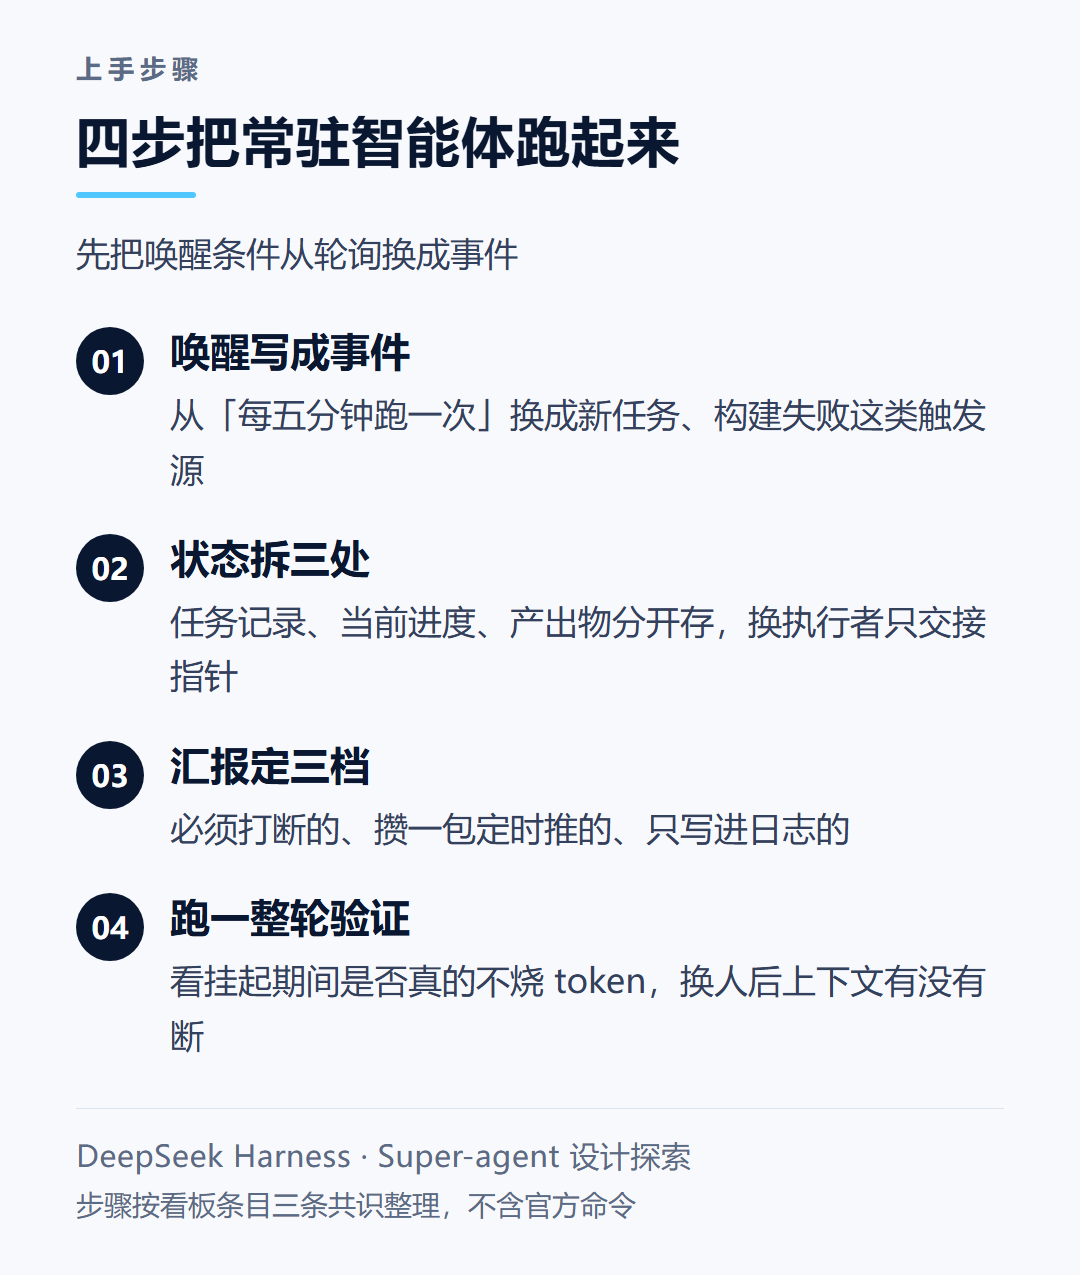 上手步骤
四步把常驻智能体跑起来
先把唤醒条件从轮询换成事件
01
唤醒写成事件
从「每五分钟跑一次」换成新任务、构建失败这类触发
源
02
状态拆三处
任务记录、当前进度、产出物分开存，换执行者只交接
指针
03
汇报定三档
必须打断的、攒一包定时推的、只写进日志的
04
跑一整轮验证
看挂起期间是否真的不烧 token，换人后上下文有没有
断
DeepSeek Harness · Super-agent 设计探索
步骤按看板条目三条共识整理，不含官方命令